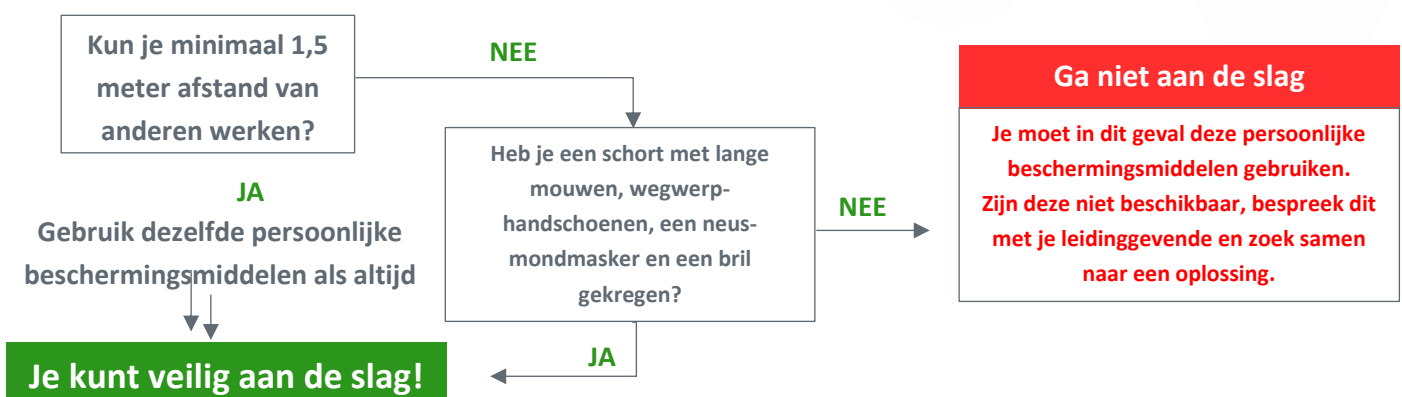 Kun je minimaal 1,5
meter afstand van
anderen werken?
NEE
JA
Gebruik dezelfde persoonlijke
beschermingsmiddelen als altijd
Heb je een schort met lange
mouwen, wegwerp-
handschoenen, een neus-
mondmasker en een bril
gekregen?
NEE
JA
Ga niet aan de slag
Je moet in dit geval deze persoonlijke
beschermingsmiddelen gebruiken.
Zijn deze niet beschikbaar, bespreek dit
met je leidinggevende en zoek samen
naar een oplossing.
Je kunt veilig aan de slag!